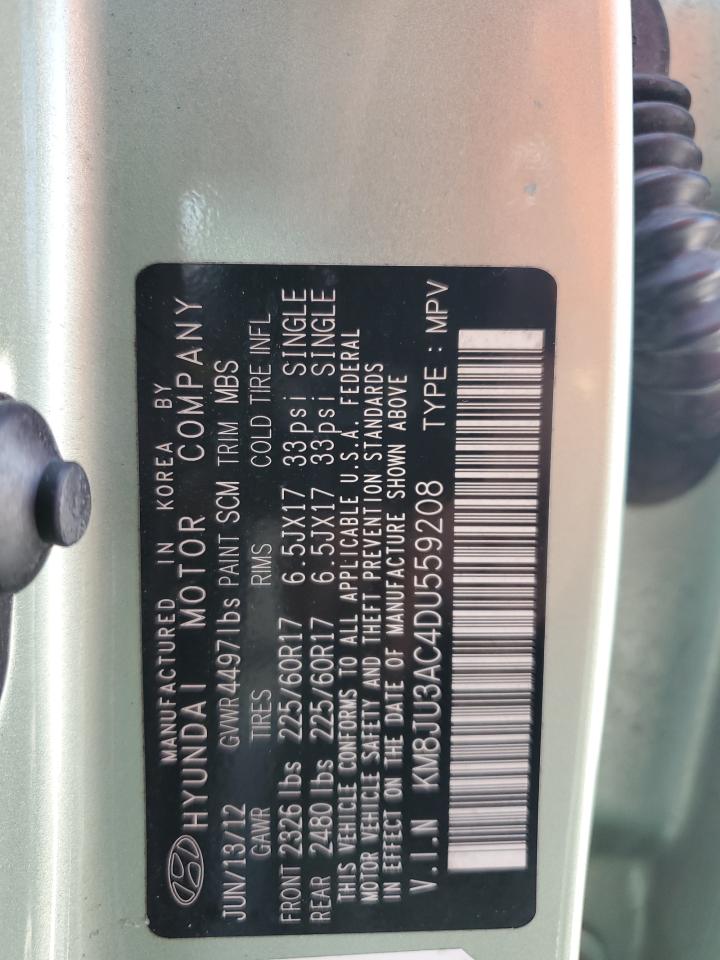 MANUFACTURED IN KOREA BY
HYUNDAI MOTOR COMPANY
JUN/13/12 GVWR 4497 lbs PAINT SCM TRIM MBS
GAWR TIRES RIMS COLD TIRE INFL
FRONT 2326 lbs 225/60R17 6.5JX17 33psi SINGLE
REAR 2480 lbs 225/60R17 6.5JX17 33psi SINGLE
THIS VEHICLE CONFORMS TO ALL APPLICABLE U.S.A. FEDERAL
MOTOR VEHICLE SAFETY AND THEFT PREVENTION STANDARDS
IN EFFECT ON THE DATE OF MANUFACTURE SHOWN ABOVE
V.I.N KM8JU3AC4DU559208 TYPE : MPV